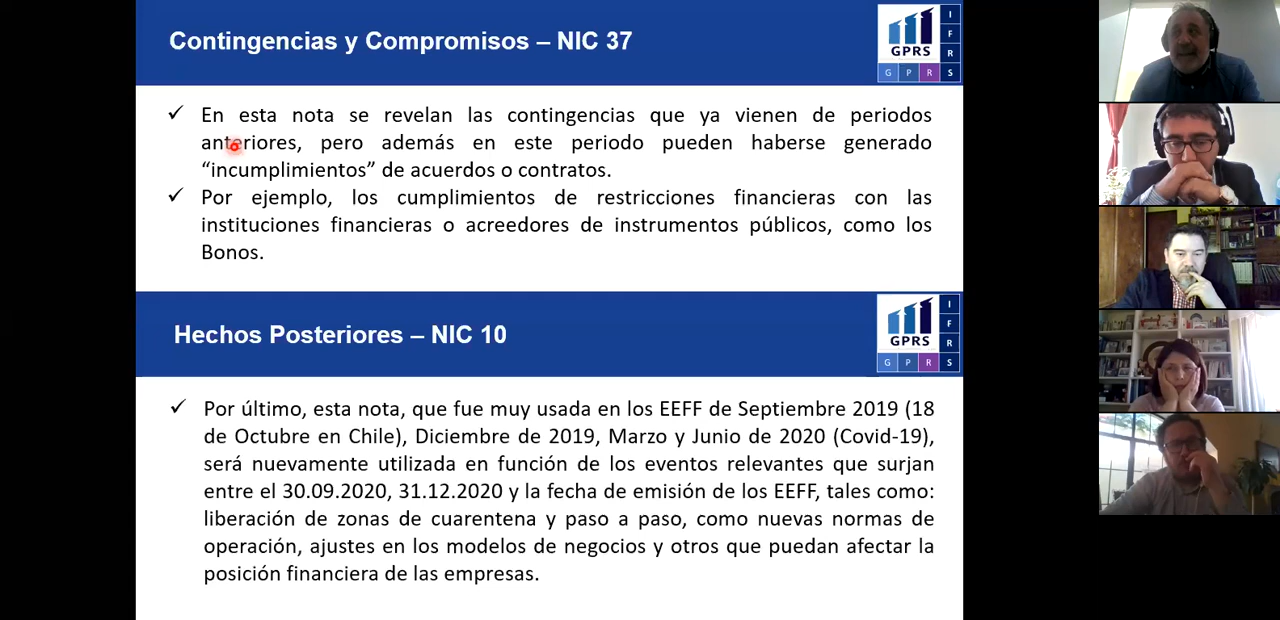 Contingencias y Compromisos – NIC 37
GPRS
I
F
R
G P R S
✓ En esta nota se revelan las contingencias que ya vienen de periodos
anteriores, pero además en este periodo pueden haberse generado
“incumplimientos” de acuerdos o contratos.
✓ Por ejemplo, los cumplimientos de restricciones financieras con las
instituciones financieras o acreedores de instrumentos públicos, como los
Bonos.
Hechos Posteriores – NIC 10
GPRS
I
F
R
G P R S
✓ Por último, esta nota, que fue muy usada en los EEFF de Septiembre 2019 (18
de Octubre en Chile), Diciembre de 2019, Marzo y Junio de 2020 (Covid-19),
será nuevamente utilizada en función de los eventos relevantes que surjan
entre el 30.09.2020, 31.12.2020 y la fecha de emisión de los EEFF, tales como:
liberación de zonas de cuarentena y paso a paso, como nuevas normas de
operación, ajustes en los modelos de negocios y otros que puedan afectar la
posición financiera de las empresas.